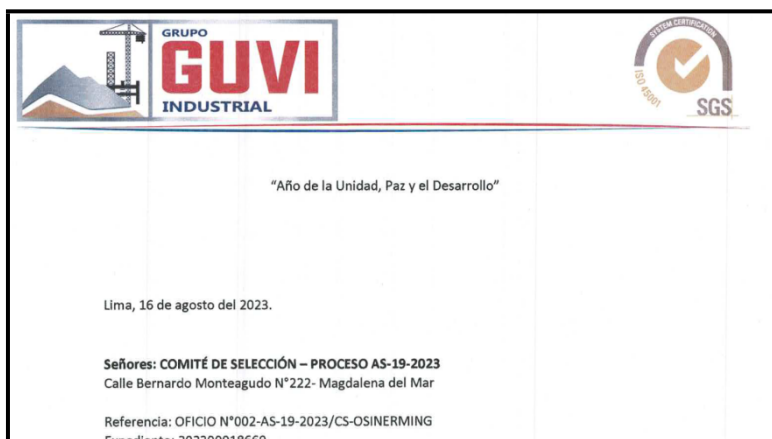 GRUPO
GUVI
INDUSTRIAL
SYSTEM CERTIFICATION
ISO 45001
SGS
"Año de la Unidad, Paz y el Desarrollo"
Lima, 16 de agosto del 2023.
Señores: COMITÉ DE SELECCIÓN – PROCESO AS-19-2023
Calle Bernardo Monteagudo N°222- Magdalena del Mar
Referencia: OFICIO N°002-AS-19-2023/CS-OSINERMING
Expediente: 202300018669